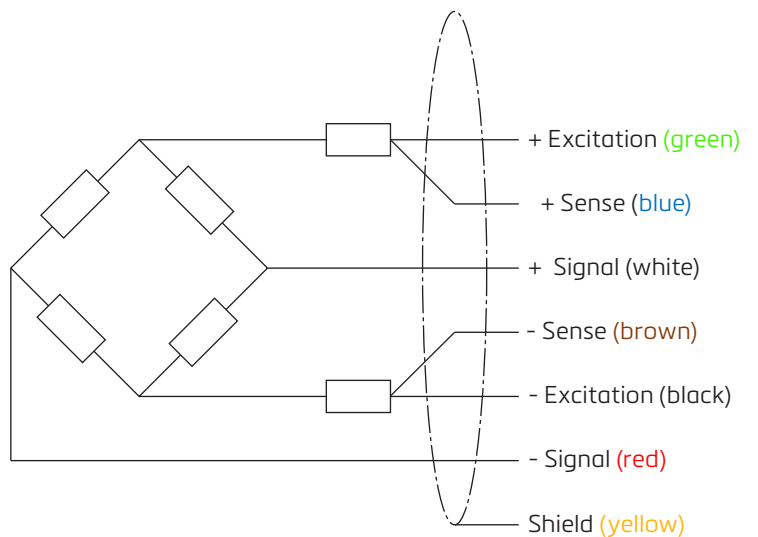 + Excitation (green)
+ Sense (blue)
+ Signal (white)
- Sense (brown)
- Excitation (black)
- Signal (red)
Shield (yellow)